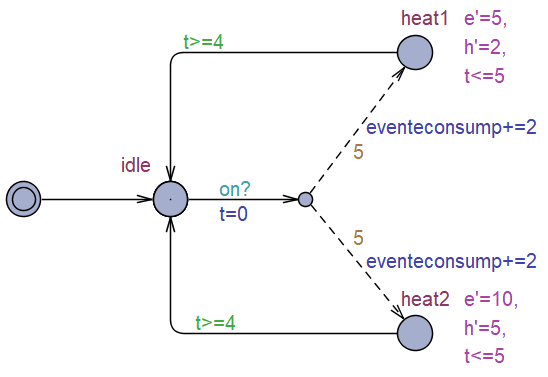 heat1 e'=5,
h'=2,
t<=5
t>=4
eventeconsump+=2
5
idle
on?
t=0
5
eventeconsump+=2
heat2 e'=10,
h'=5,
t<=5
t>=4